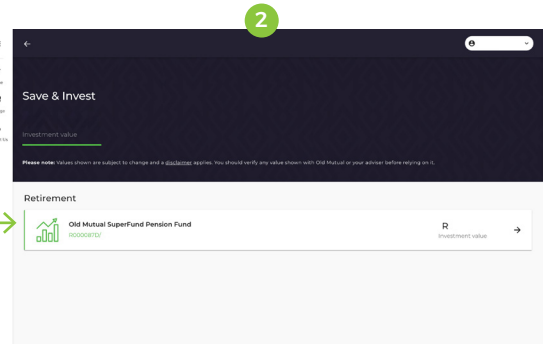 2
Save & Invest
Investment value
Please note: Values shown are subject to change and a disclaimer applies. You should verify any value shown with Old Mutual or your adviser before relying on it.
Retirement
Old Mutual SuperFund Pension Fund
R000087D/
R
Investment value